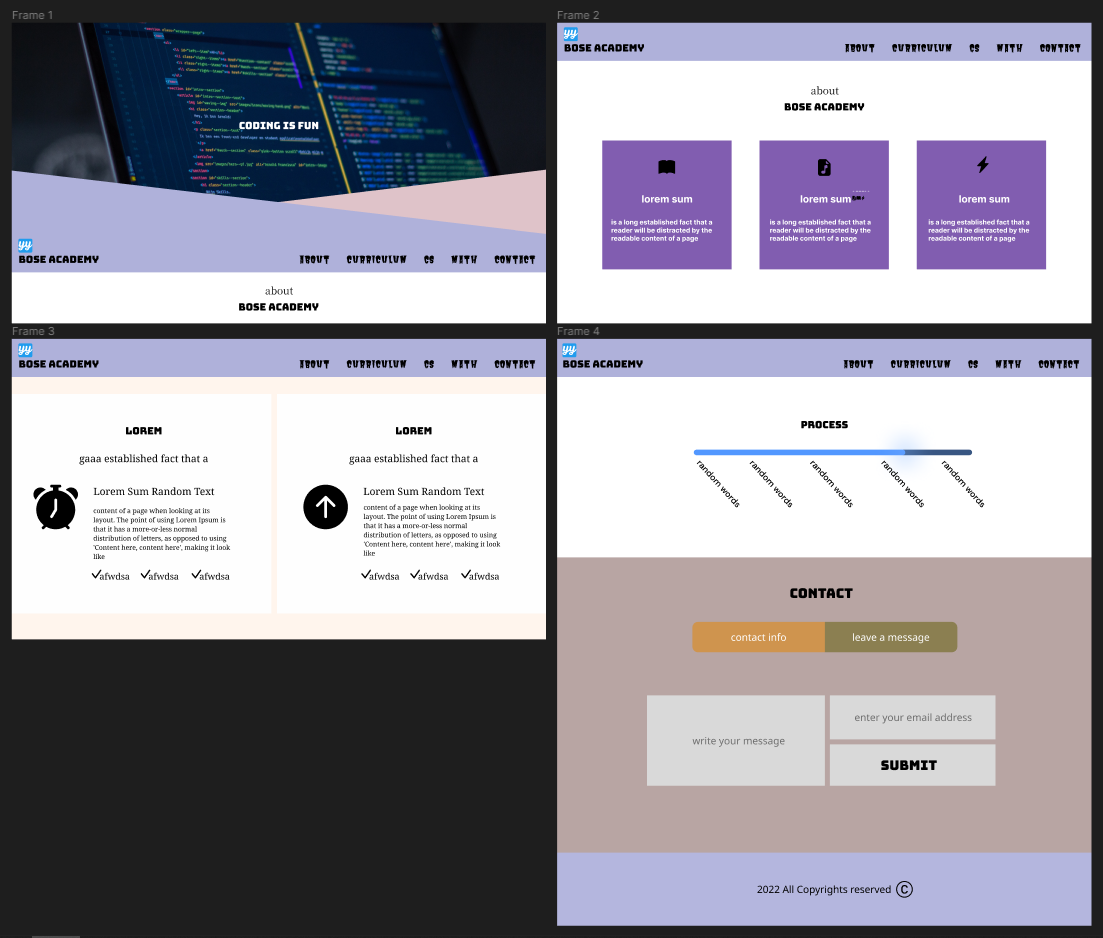 Frame 1
CODING IS FUN
yy
BOSE ACADEMY
ABOUT CURRICULUM CS WITH CONTACT
about
BOSE ACADEMY
Frame 2
yy
BOSE ACADEMY
ABOUT CURRICULUM CS WITH CONTACT
about
BOSE ACADEMY
lorem sum
is a long established fact that a
reader will be distracted by the
readable content of a page
lorem sum
is a long established fact that a
reader will be distracted by the
readable content of a page
lorem sum
is a long established fact that a
reader will be distracted by the
readable content of a page
Frame 3
yy
BOSE ACADEMY
ABOUT CURRICULUM CS WITH CONTACT
LOREM
gaaa established fact that a
Lorem Sum Random Text
content of a page when looking at its
layout. The point of using Lorem Ipsum is
that it has a more-or-less normal
distribution of letters, as opposed to using
'Content here, content here', making it look
like
afwdsa afwdsa afwdsa
LOREM
gaaa established fact that a
Lorem Sum Random Text
content of a page when looking at its
layout. The point of using Lorem Ipsum is
that it has a more-or-less normal
distribution of letters, as opposed to using
'Content here, content here', making it look
like
afwdsa afwdsa afwdsa
Frame 4
yy
BOSE ACADEMY
ABOUT CURRICULUM CS WITH CONTACT
PROCESS
random words
random words
random words
random words
random words
CONTACT
contact info
leave a message
write your message
enter your email address
SUBMIT
2022 All Copyrights reserved ©